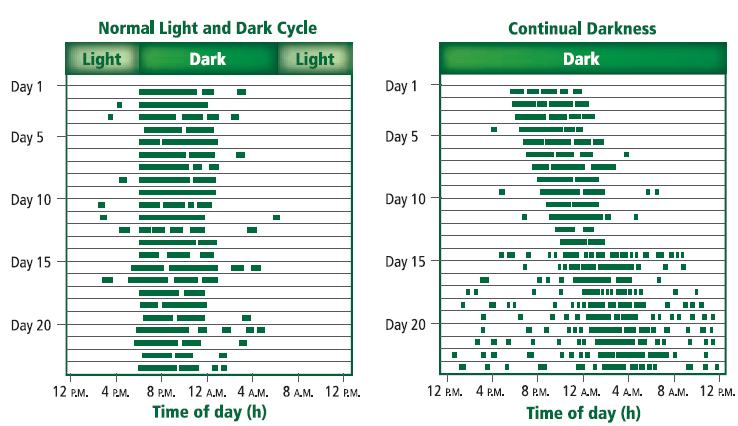 Normal Light and Dark Cycle
Light Dark Light
Day 1
Day 5
Day 10
Day 15
Day 20
12 P.M. 4 P.M. 8 P.M. 12 A.M. 4 A.M. 8 A.M. 12 P.M.
Time of day (h)
Continual Darkness
Dark
Day 1
Day 5
Day 10
Day 15
Day 20
12 P.M. 4 P.M. 8 P.M. 12 A.M. 4 A.M. 8 A.M. 12 P.M.
Time of day (h)